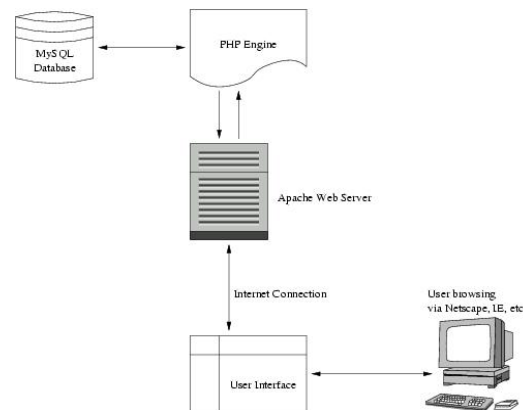 MySQL
Database
PHP Engine
Apache Web Server
Internet Connection
User browsing
via Netscape, IE, etc
User Interface